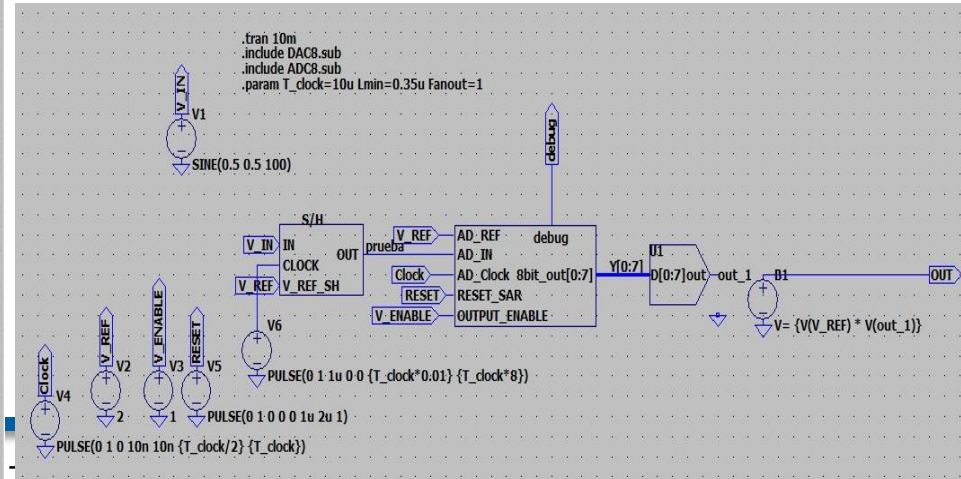 .tran 10m
.include DAC8.sub
.include ADC8.sub
.param T_clock=10u Lmin=0.35u Fanout=1
V_IN
V1
SINE(0.5 0.5 100)
debug
S/H
V_IN
IN
OUT
prueba
CLOCK
V_REF
V_REF_SH
V_REF
AD_REF
debug
AD_IN
Clock
AD_Clock
8bit_out[0:7]
RESET
RESET_SAR
V_ENABLE
OUTPUT_ENABLE
Y[0:7]
U1
D[0:7]
out
out_1
B1
OUT
V= {V(V_REF) * V(out_1)}
V6
PULSE(0 1 1u 0 0 {T_clock*0.01} {T_clock*8})
Clock
V4
PULSE(0 1 0 10n 10n {T_clock/2} {T_clock})
V_REF
V2
2
V_ENABLE
V3
1
RESET
V5
PULSE(0 1 0 0 0 1u 2u 1)